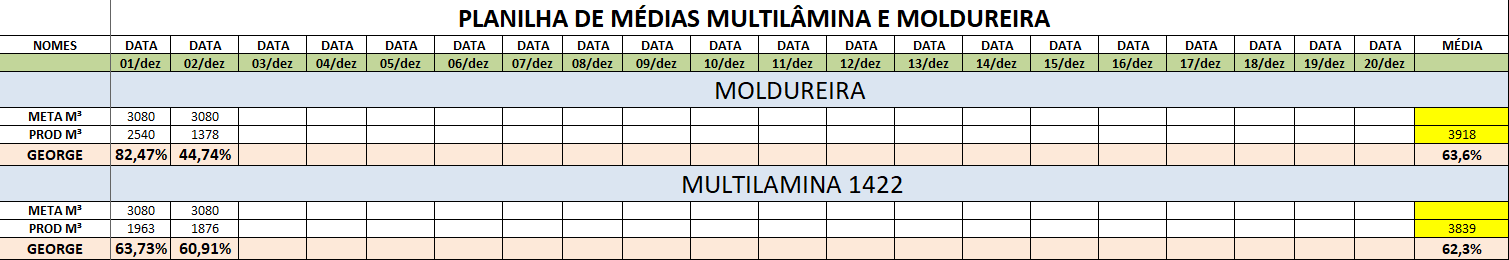 PLANILHA DE MÉDIAS MULTILÂMINA E MOLDUREIRA
NOMES DATA DATA DATA DATA DATA DATA DATA DATA DATA DATA DATA DATA DATA DATA DATA DATA DATA DATA DATA DATA MÉDIA
01/dez 02/dez 03/dez 04/dez 05/dez 06/dez 07/dez 08/dez 09/dez 10/dez 11/dez 12/dez 13/dez 14/dez 15/dez 16/dez 17/dez 18/dez 19/dez 20/dez
MOLDUREIRA
META M³ 3080 3080
PROD M³ 2540 1378 3918
GEORGE 82,47% 44,74% 63,6%
MULTILAMINA 1422
META M³ 3080 3080
PROD M³ 1963 1876 3839
GEORGE 63,73% 60,91% 62,3%